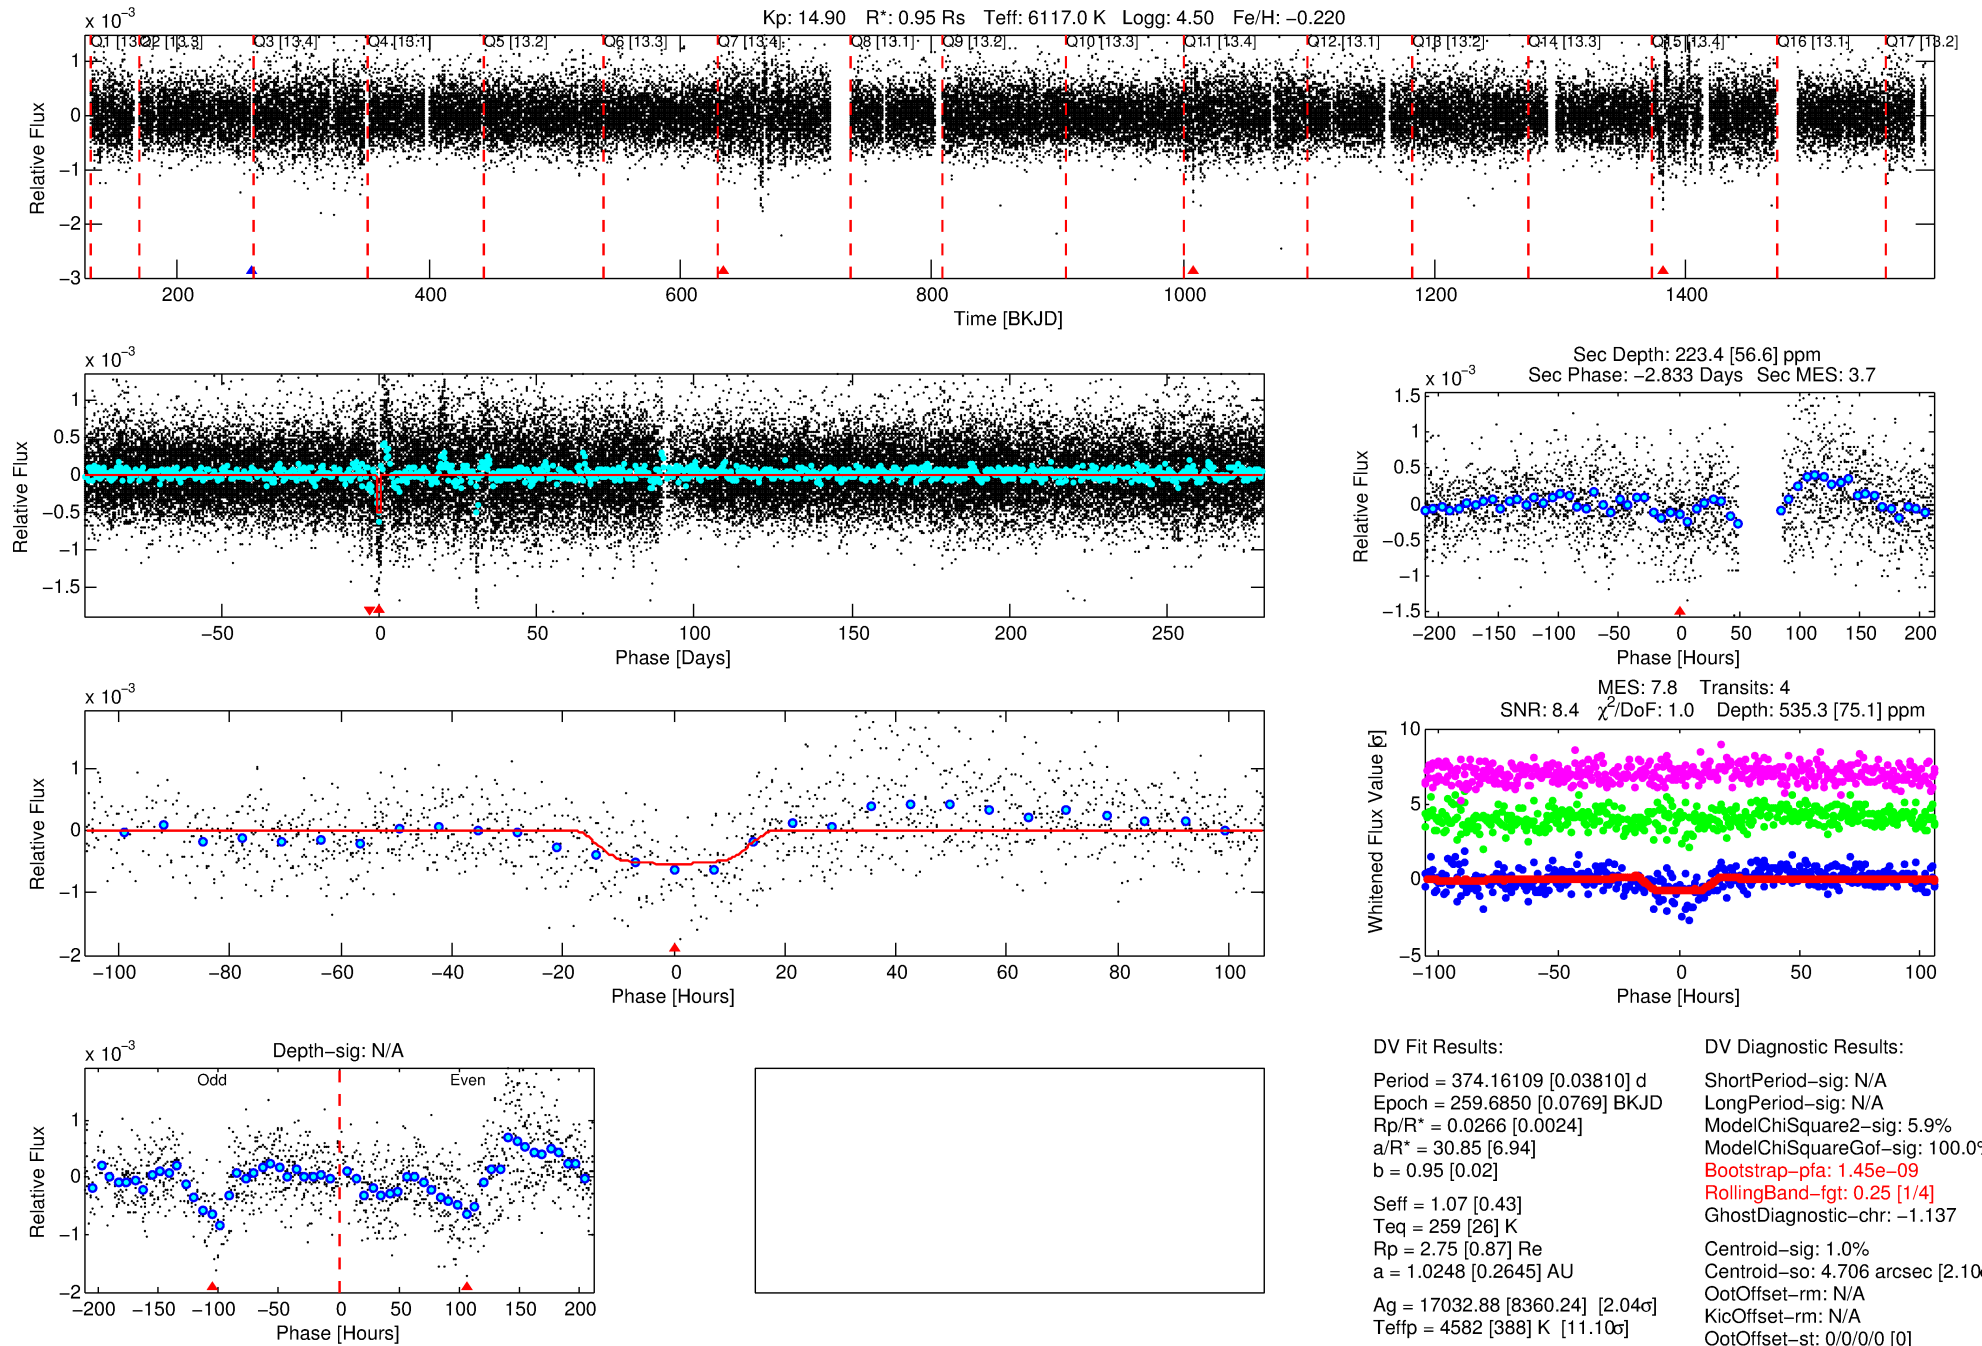 Kp: 14.90 R*: 0.95 Rs Teff: 6117.0 K Logg: 4.50 Fe/H: −0.220
x 10−3
Q1 [13.2]
Q2 [13.3]
Q3 [13.4]
Q4 [13.1]
Q5 [13.2]
Q6 [13.3]
Q7 [13.4]
Q8 [13.1]
Q9 [13.2]
Q10 [13.3]
Q11 [13.4]
Q12 [13.1]
Q13 [13.2]
Q14 [13.3]
Q15 [13.4]
Q16 [13.1]
Q17 [13.2]
1
0
−1
−2
−3
Relative Flux
200 400 600 800 1000 1200 1400
Time [BKJD]
x 10−3
1
0.5
0
−0.5
−1
−1.5
Relative Flux
−50 0 50 100 150 200 250
Phase [Days]
Sec Depth: 223.4 [56.6] ppm
Sec Phase: −2.833 Days Sec MES: 3.7
x 10−3
1.5
1
0.5
0
−0.5
−1
−1.5
Relative Flux
−200 −150 −100 −50 0 50 100 150 200
Phase [Hours]
x 10−3
1
0
−1
−2
Relative Flux
−100 −80 −60 −40 −20 0 20 40 60 80 100
Phase [Hours]
MES: 7.8 Transits: 4
SNR: 8.4 χ2/DoF: 1.0 Depth: 535.3 [75.1] ppm
10
5
0
−5
Whitened Flux Value [σ]
−100 −50 0 50 100
Phase [Hours]
Depth−sig: N/A
x 10−3
Odd Even
1
0
−1
−2
Relative Flux
−200 −150 −100 −50 0 50 100 150 200
Phase [Hours]
DV Fit Results:
Period = 374.16109 [0.03810] d
Epoch = 259.6850 [0.0769] BKJD
Rp/R* = 0.0266 [0.0024]
a/R* = 30.85 [6.94]
b = 0.95 [0.02]
Seff = 1.07 [0.43]
Teq = 259 [26] K
Rp = 2.75 [0.87] Re
a = 1.0248 [0.2645] AU
Ag = 17032.88 [8360.24] [2.04σ]
Teffp = 4582 [388] K [11.10σ]
DV Diagnostic Results:
ShortPeriod−sig: N/A
LongPeriod−sig: N/A
ModelChiSquare2−sig: 5.9%
ModelChiSquareGof−sig: 100.0%
Bootstrap−pfa: 1.45e−09
RollingBand−fgt: 0.25 [1/4]
GhostDiagnostic−chr: −1.137
Centroid−sig: 1.0%
Centroid−so: 4.706 arcsec [2.10
OotOffset−rm: N/A
KicOffset−rm: N/A
OotOffset−st: 0/0/0/0 [0]